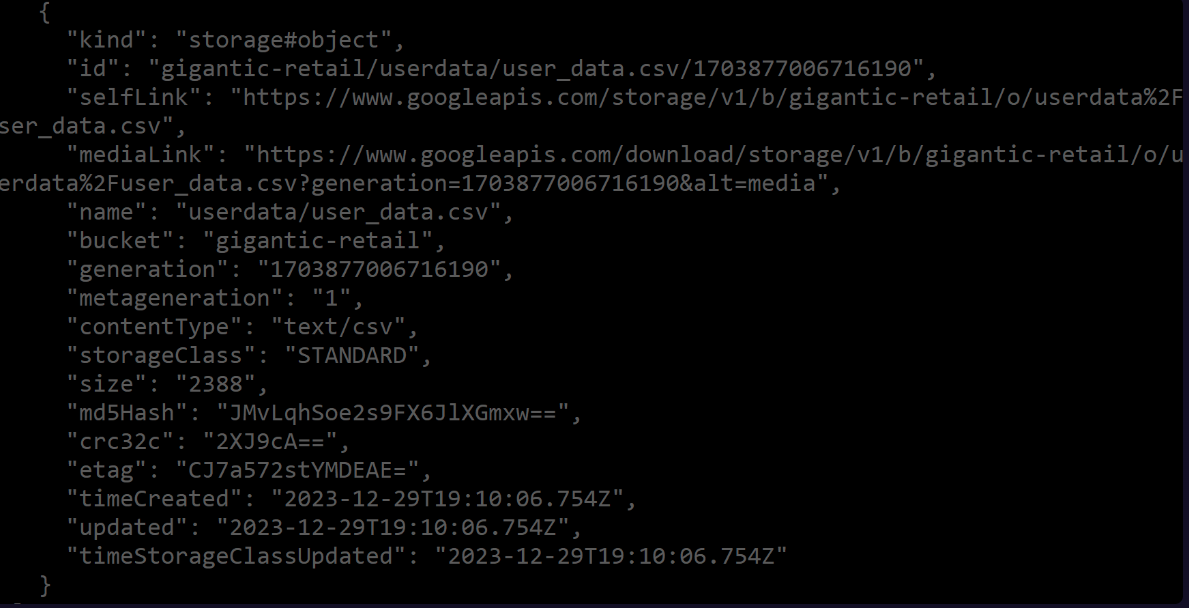 {
"kind": "storage#object",
"id": "gigantic-retail/userdata/user_data.csv/1703877006716190",
"selfLink": "https://www.googleapis.com/storage/v1/b/gigantic-retail/o/userdata%2F
ser_data.csv",
"mediaLink": "https://www.googleapis.com/download/storage/v1/b/gigantic-retail/o/u
erdata%2Fuser_data.csv?generation=1703877006716190&alt=media",
"name": "userdata/user_data.csv",
"bucket": "gigantic-retail",
"generation": "1703877006716190",
"metageneration": "1",
"contentType": "text/csv",
"storageClass": "STANDARD",
"size": "2388",
"md5Hash": "JMvLqhSoe2s9FX6JlXGmxw==",
"crc32c": "2XJ9cA==",
"etag": "CJ7a572stYMDEAE=",
"timeCreated": "2023-12-29T19:10:06.754Z",
"updated": "2023-12-29T19:10:06.754Z",
"timeStorageClassUpdated": "2023-12-29T19:10:06.754Z"
}